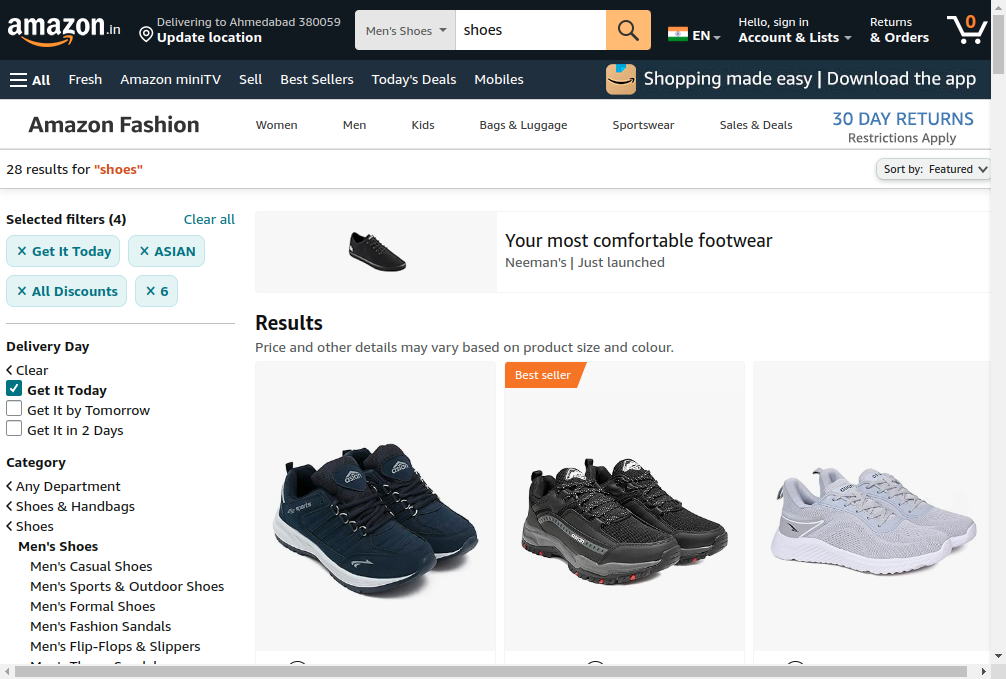 amazon.in
Delivering to Ahmedabad 380059
Update location
Men's Shoes
shoes
EN
Hello, sign in
Account & Lists
Returns
& Orders
0
All
Fresh
Amazon miniTV
Sell
Best Sellers
Today's Deals
Mobiles
Shopping made easy | Download the app
Amazon Fashion
Women
Men
Kids
Bags & Luggage
Sportswear
Sales & Deals
30 DAY RETURNS
Restrictions Apply
28 results for "shoes"
Sort by: Featured
Selected filters (4)
Clear all
× Get It Today
× ASIAN
× All Discounts
× 6
Delivery Day
Clear
Get It Today
Get It by Tomorrow
Get It in 2 Days
Category
Any Department
Shoes & Handbags
Shoes
Men's Shoes
Men's Casual Shoes
Men's Sports & Outdoor Shoes
Men's Formal Shoes
Men's Fashion Sandals
Men's Flip-Flops & Slippers
Your most comfortable footwear
Neeman's | Just launched
Results
Price and other details may vary based on product size and colour.
Best seller
asian
sports
asian